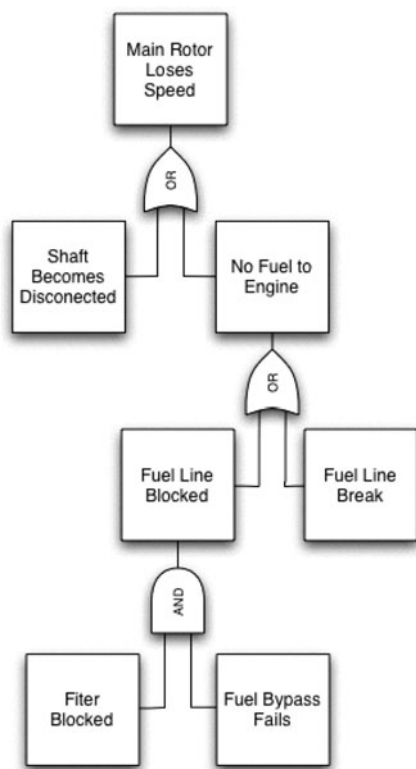 Main Rotor
Loses
Speed
OR
Shaft
Becomes
Disconected
No Fuel to
Engine
OR
Fuel Line
Blocked
Fuel Line
Break
AND
Fiter
Blocked
Fuel Bypass
Fails